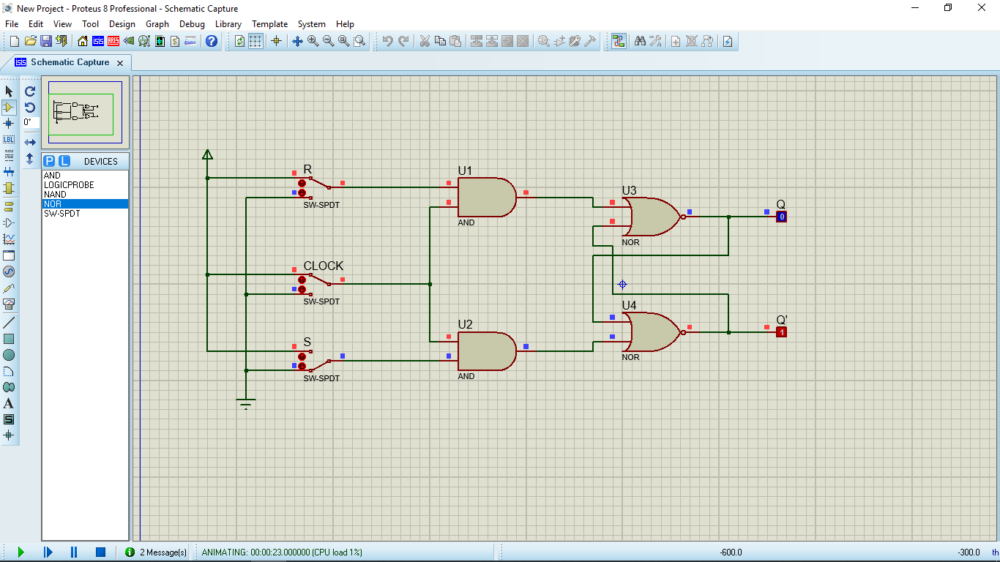 New Project - Proteus 8 Professional - Schematic Capture
File Edit View Tool Design Graph Debug Library Template System Help
Schematic Capture
0°
LBL
P L DEVICES
AND
LOGICPROBE
NAND
NOR
SW-SPDT
A
S
R
SW-SPDT
CLOCK
SW-SPDT
S
SW-SPDT
U1
AND
U2
AND
U3
NOR
U4
NOR
Q
0
Q'
1
2 Message(s)
ANIMATING: 00:00:23.000000 (CPU load 1%)
-600.0
-300.0
th